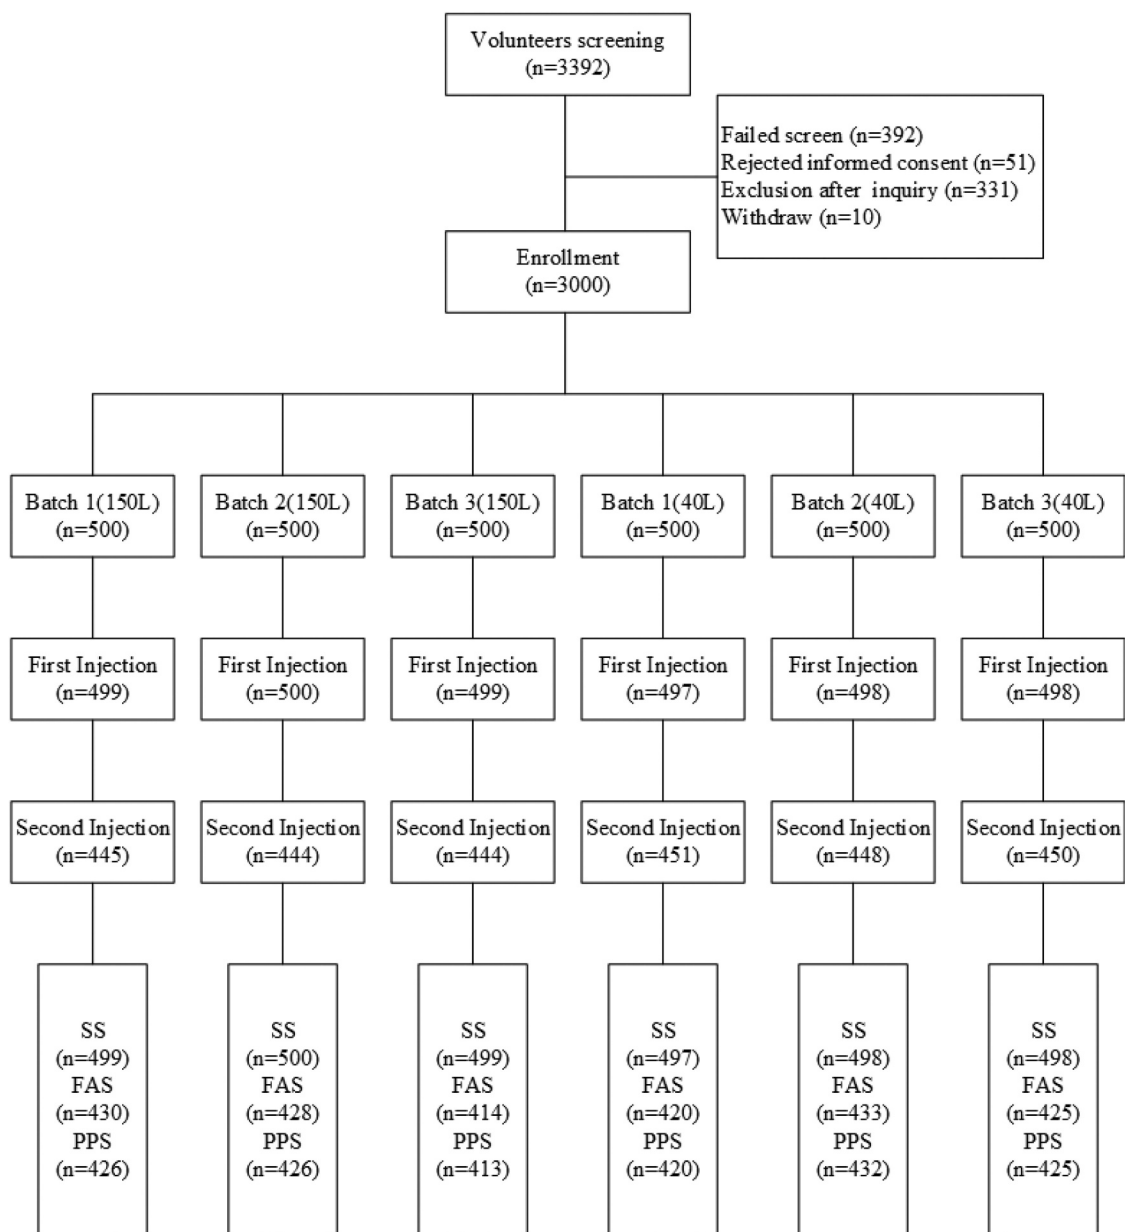 Volunteers screening
(n=3392)
Failed screen (n=392)
Rejected informed consent (n=51)
Exclusion after inquiry (n=331)
Withdraw (n=10)
Enrollment
(n=3000)
Batch 1(150L)
(n=500)
Batch 2(150L)
(n=500)
Batch 3(150L)
(n=500)
Batch 1(40L)
(n=500)
Batch 2(40L)
(n=500)
Batch 3(40L)
(n=500)
First Injection
(n=499)
First Injection
(n=500)
First Injection
(n=499)
First Injection
(n=497)
First Injection
(n=498)
First Injection
(n=498)
Second Injection
(n=445)
Second Injection
(n=444)
Second Injection
(n=444)
Second Injection
(n=451)
Second Injection
(n=448)
Second Injection
(n=450)
SS
(n=499)
FAS
(n=430)
PPS
(n=426)
SS
(n=500)
FAS
(n=428)
PPS
(n=426)
SS
(n=499)
FAS
(n=414)
PPS
(n=413)
SS
(n=497)
FAS
(n=420)
PPS
(n=420)
SS
(n=498)
FAS
(n=433)
PPS
(n=432)
SS
(n=498)
FAS
(n=425)
PPS
(n=425)